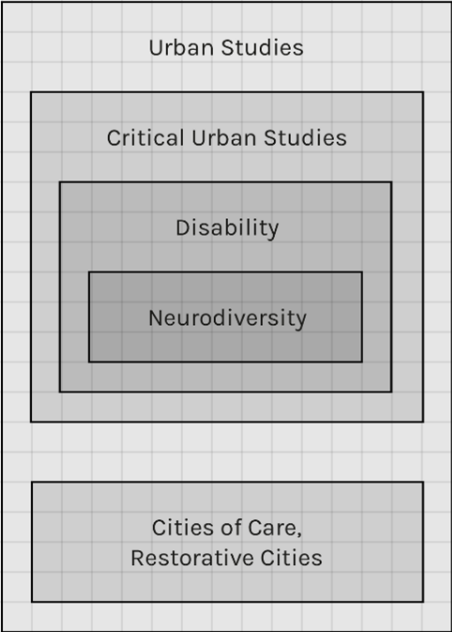 Urban Studies
Critical Urban Studies
Disability
Neurodiversity
Cities of Care,
Restorative Cities